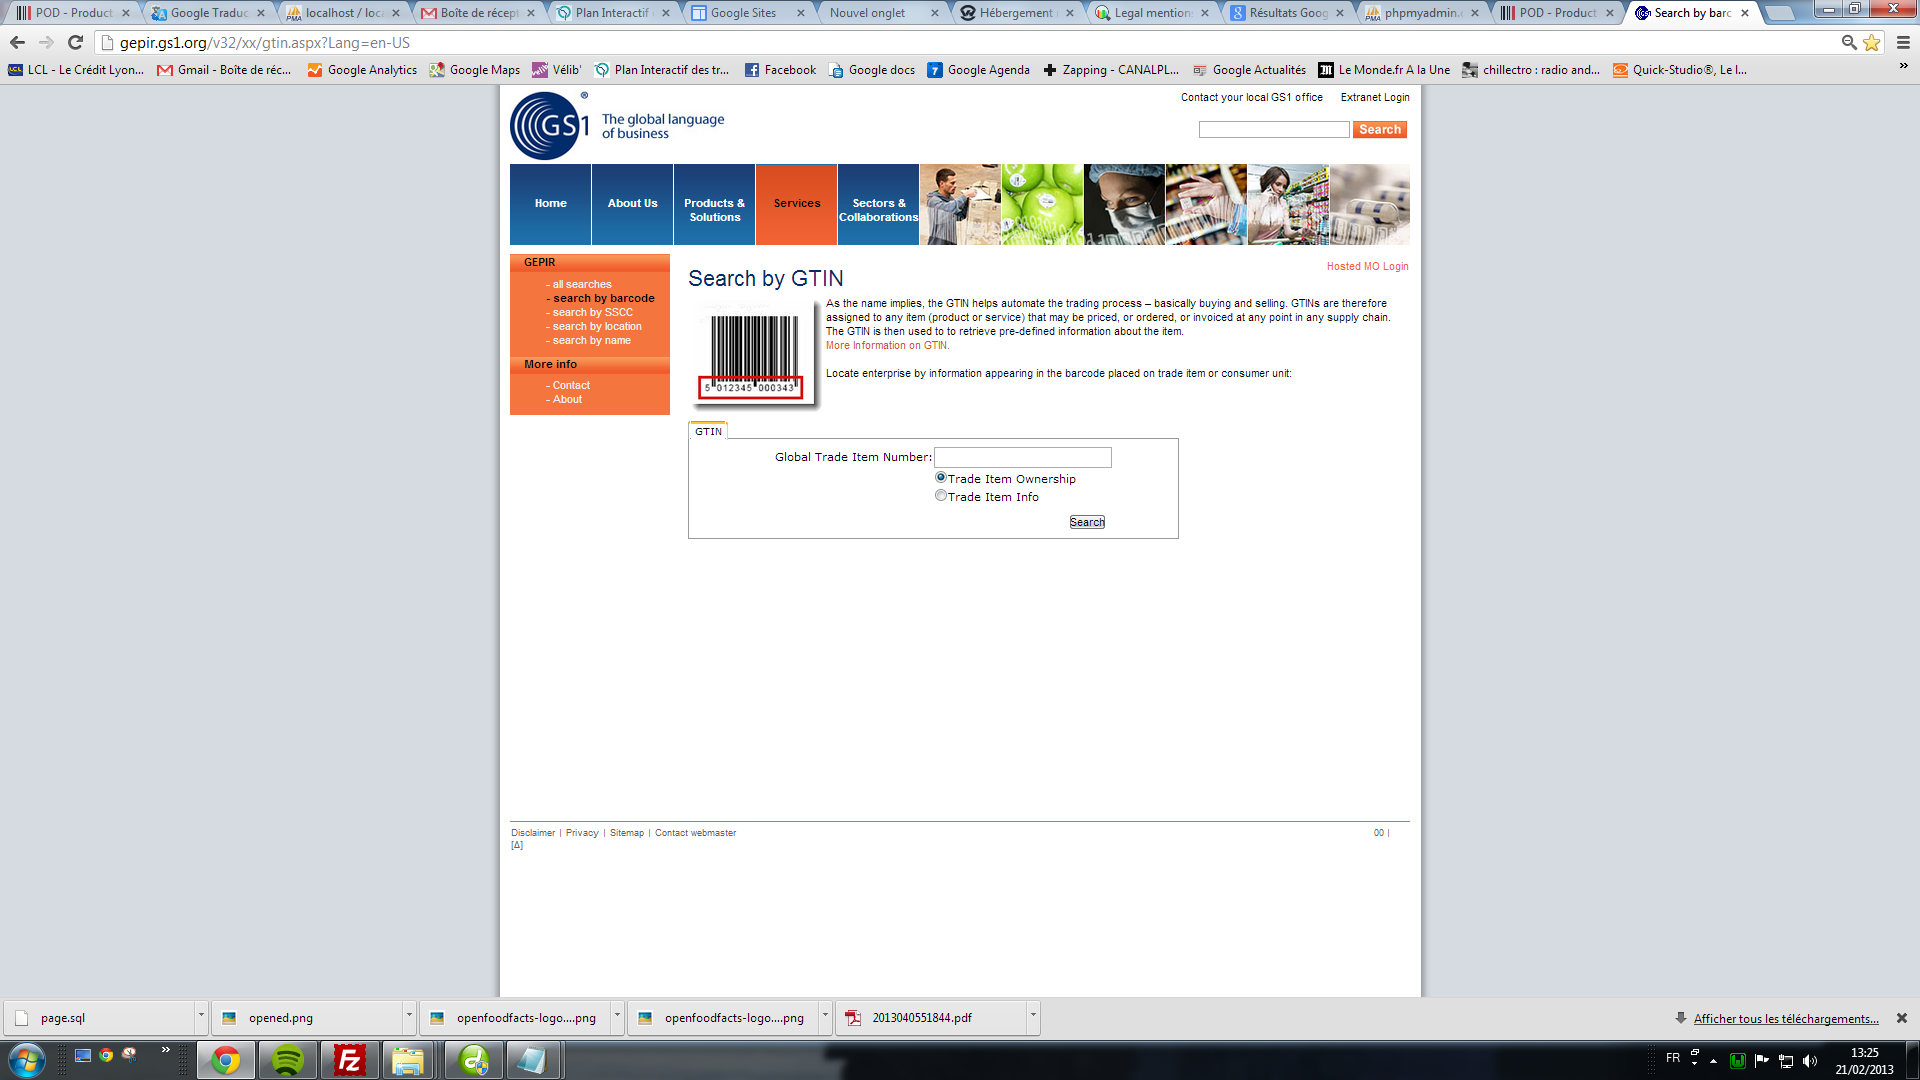 POD - Product
Google Traduc
localhost / loca
Boîte de récept
Plan Interactif
Google Sites
Nouvel onglet
Hébergement
Legal mention
Résultats Goog
phpmyadmin.
POD - Product
Search by barc
gepir.gs1.org/v32/xx/gtin.aspx?Lang=en-US
LCL - Le Crédit Lyon...
Gmail - Boîte de réc...
Google Analytics
Google Maps
Vélib'
Plan Interactif des tr...
Facebook
Google docs
Google Agenda
Zapping - CANALPL...
Google Actualités
Le Monde.fr A la Une
chillectro : radio and...
Quick-Studio®, Le l...
GS1 ®
The global language
of business
Contact your local GS1 office
Extranet Login
Search
Home
About Us
Products &
Solutions
Services
Sectors &
Collaborations
GEPIR
- all searches
- search by barcode
- search by SSCC
- search by location
- search by name
More info
- Contact
- About
Search by GTIN
Hosted MO Login
5 012345 000343
As the name implies, the GTIN helps automate the trading process – basically buying and selling. GTINs are therefore
assigned to any item (product or service) that may be priced, or ordered, or invoiced at any point in any supply chain.
The GTIN is then used to to retrieve pre-defined information about the item.
More Information on GTIN.
Locate enterprise by information appearing in the barcode placed on trade item or consumer unit:
GTIN
Global Trade Item Number:
Trade Item Ownership
Trade Item Info
Search
Disclaimer | Privacy | Sitemap | Contact webmaster
00 |
[Δ]
page.sql
opened.png
openfoodfacts-logo....png
openfoodfacts-logo....png
2013040551844.pdf
Afficher tous les téléchargements...
FR
13:25
21/02/2013